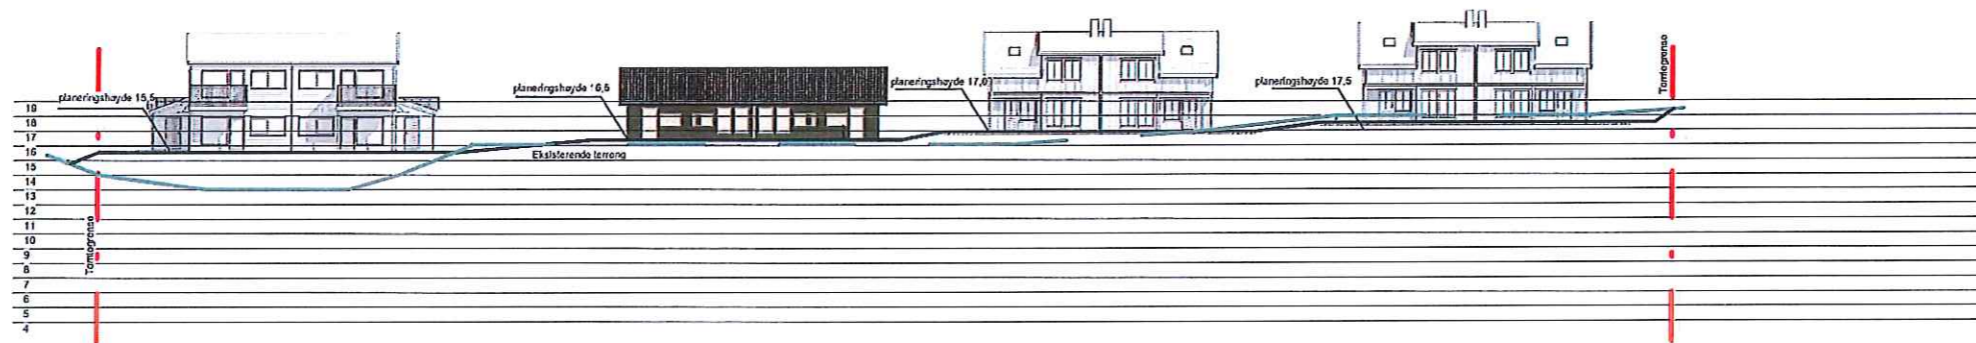 planeringshøyde 15,5
planeringshøyde 16,5
planeringshøyde 17,0
planeringshøyde 17,5
Tomtegrense
19
18
17
16
15
14
13
12
11
10
9
8
7
6
5
4
Eksisterende terreng
Tomtegrense